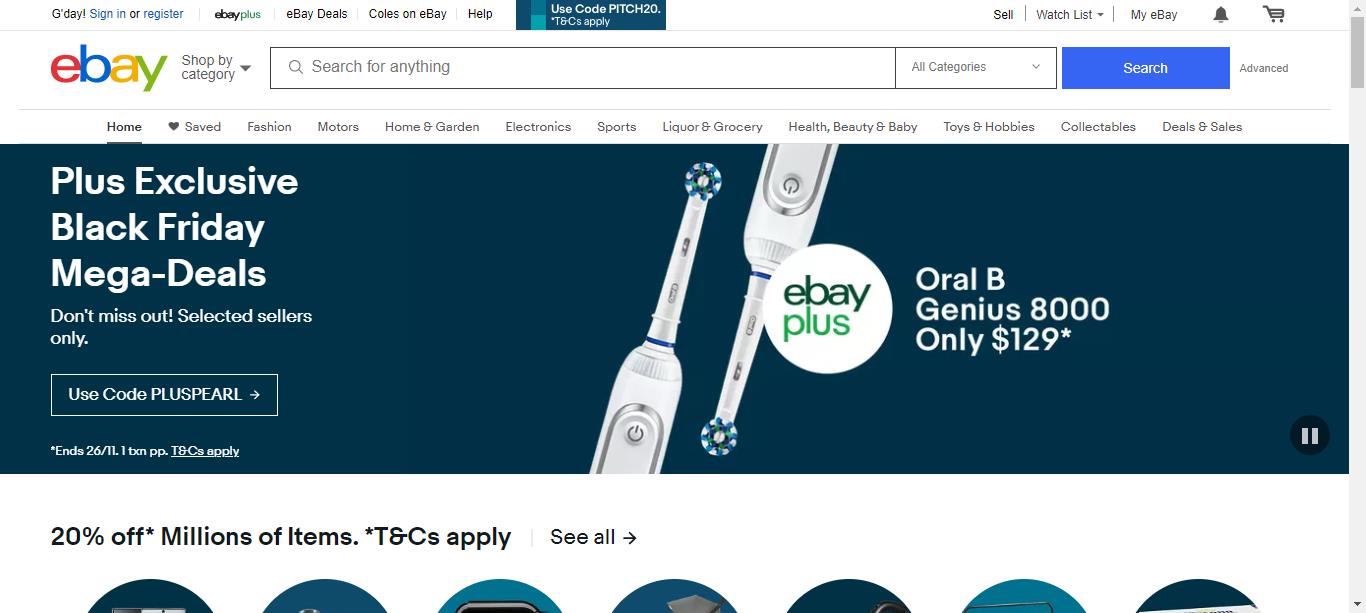 G'day! Sign in or register
ebayplus
eBay Deals
Coles on eBay
Help
Use Code PITCH20.
*T&Cs apply
Sell
Watch List
My eBay
ebay
Shop by
category
Search for anything
All Categories
Search
Advanced
Home
Saved
Fashion
Motors
Home & Garden
Electronics
Sports
Liquor & Grocery
Health, Beauty & Baby
Toys & Hobbies
Collectables
Deals & Sales
Plus Exclusive
Black Friday
Mega-Deals
Don't miss out! Selected sellers
only.
Use Code PLUSPEARL →
*Ends 26/11. 1 txn pp. T&Cs apply
ebay
plus
Oral B
Genius 8000
Only $129*
20% off* Millions of Items. *T&Cs apply
See all →